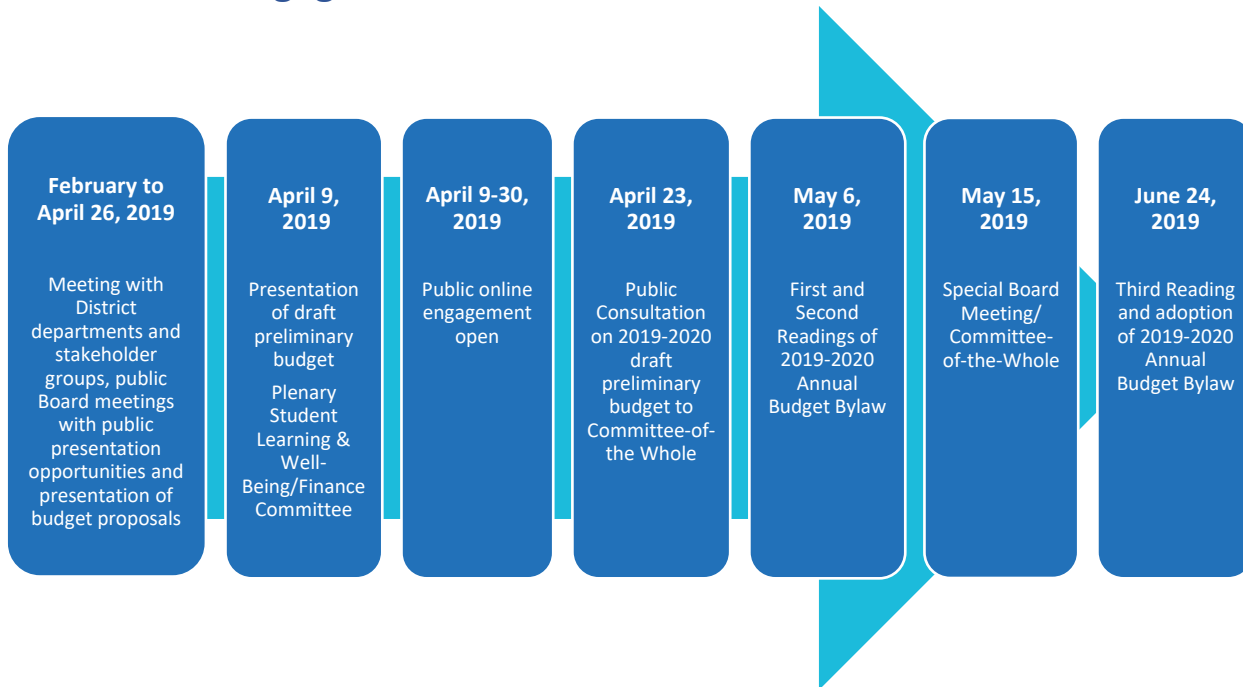 February to
April 26, 2019
Meeting with
District
departments and
stakeholder
groups, public
Board meetings
with public
presentation
opportunities and
presentation of
budget proposals
April 9,
2019
Presentation
of draft
preliminary
budget
Plenary
Student
Learning &
Well-
Being/Finance
Committee
April 9-30,
2019
Public online
engagement
open
April 23,
2019
Public
Consultation
on 2019-2020
draft
preliminary
budget to
Committee-of-
the Whole
May 6,
2019
First and
Second
Readings of
2019-2020
Annual
Budget Bylaw
May 15,
2019
Special Board
Meeting/
Committee-
of-the-Whole
June 24,
2019
Third Reading
and adoption
of 2019-2020
Annual
Budget Bylaw